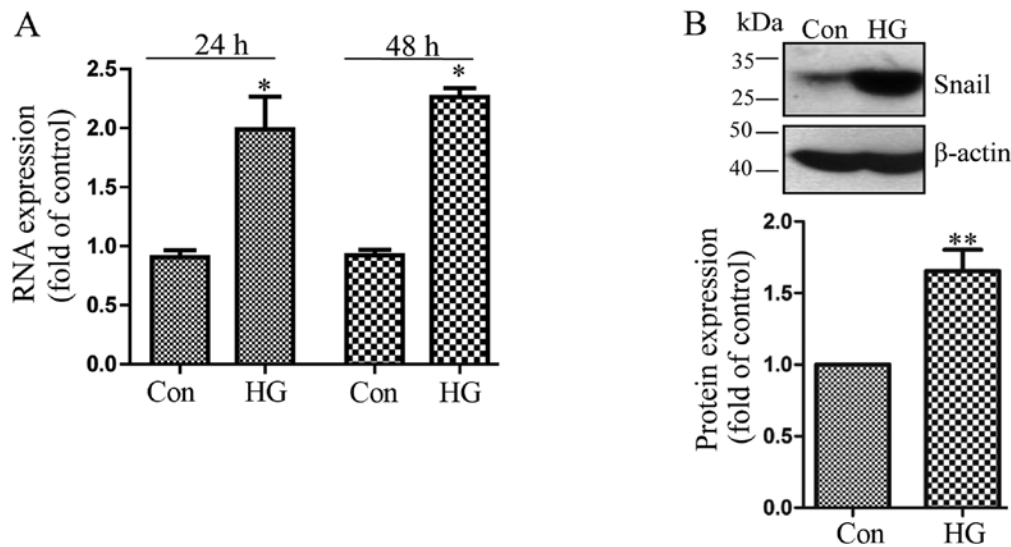 A
24 h
48 h
RNA expression
(fold of control)
2.5
2.0
1.5
1.0
0.5
0.0
*
*
Con
HG
Con
HG
B
kDa
Con
HG
35
25
Snail
50
40
β-actin
Protein expression
(fold of control)
2.0
1.5
1.0
0.5
0.0
**
Con
HG